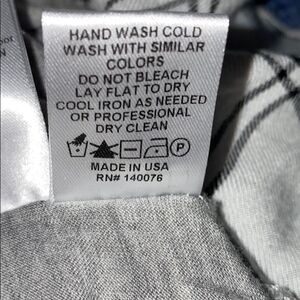 HAND WASH COLD
WASH WITH SIMILAR
COLORS
DO NOT BLEACH
LAY FLAT TO DRY
COOL IRON AS NEEDED
OR PROFESSIONAL
DRY CLEAN
P
MADE IN USA
RN# 140076